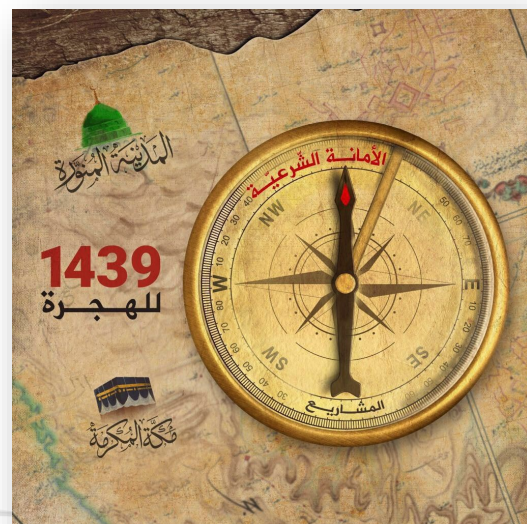 المدينة المنورة
1439
للهجرة
مكة المكرمة
الأمانة الشرعية
NW
NE
W
E
SW
SE
المشاريع